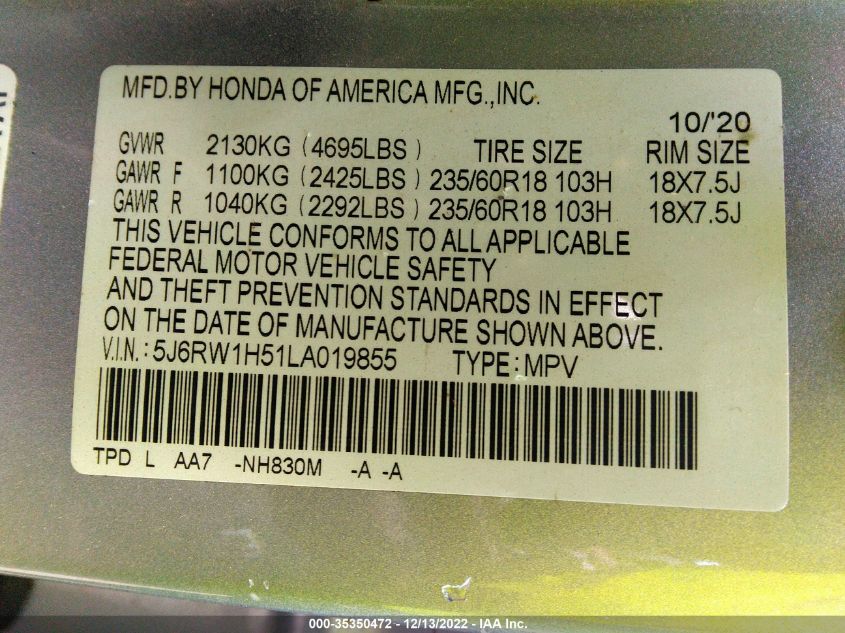 MFD.BY HONDA OF AMERICA MFG.,INC.
10/'20
GVWR 2130KG (4695LBS) TIRE SIZE RIM SIZE
GAWR F 1100KG (2425LBS) 235/60R18 103H 18X7.5J
GAWR R 1040KG (2292LBS) 235/60R18 103H 18X7.5J
THIS VEHICLE CONFORMS TO ALL APPLICABLE
FEDERAL MOTOR VEHICLE SAFETY
AND THEFT PREVENTION STANDARDS IN EFFECT
ON THE DATE OF MANUFACTURE SHOWN ABOVE.
V.I.N.: 5J6RW1H51LA019855 TYPE: MPV
TPD L AA7 -NH830M -A -A
000-35350472 - 12/13/2022 - IAA Inc.